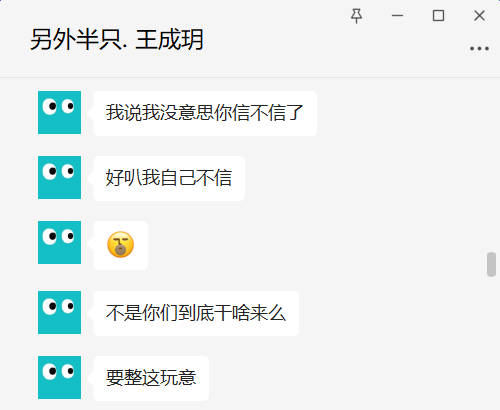 另外半只. 王成玥
我说我没意思你信不信了
好叭我自己不信
不是你们到底干啥来么
要整这玩意